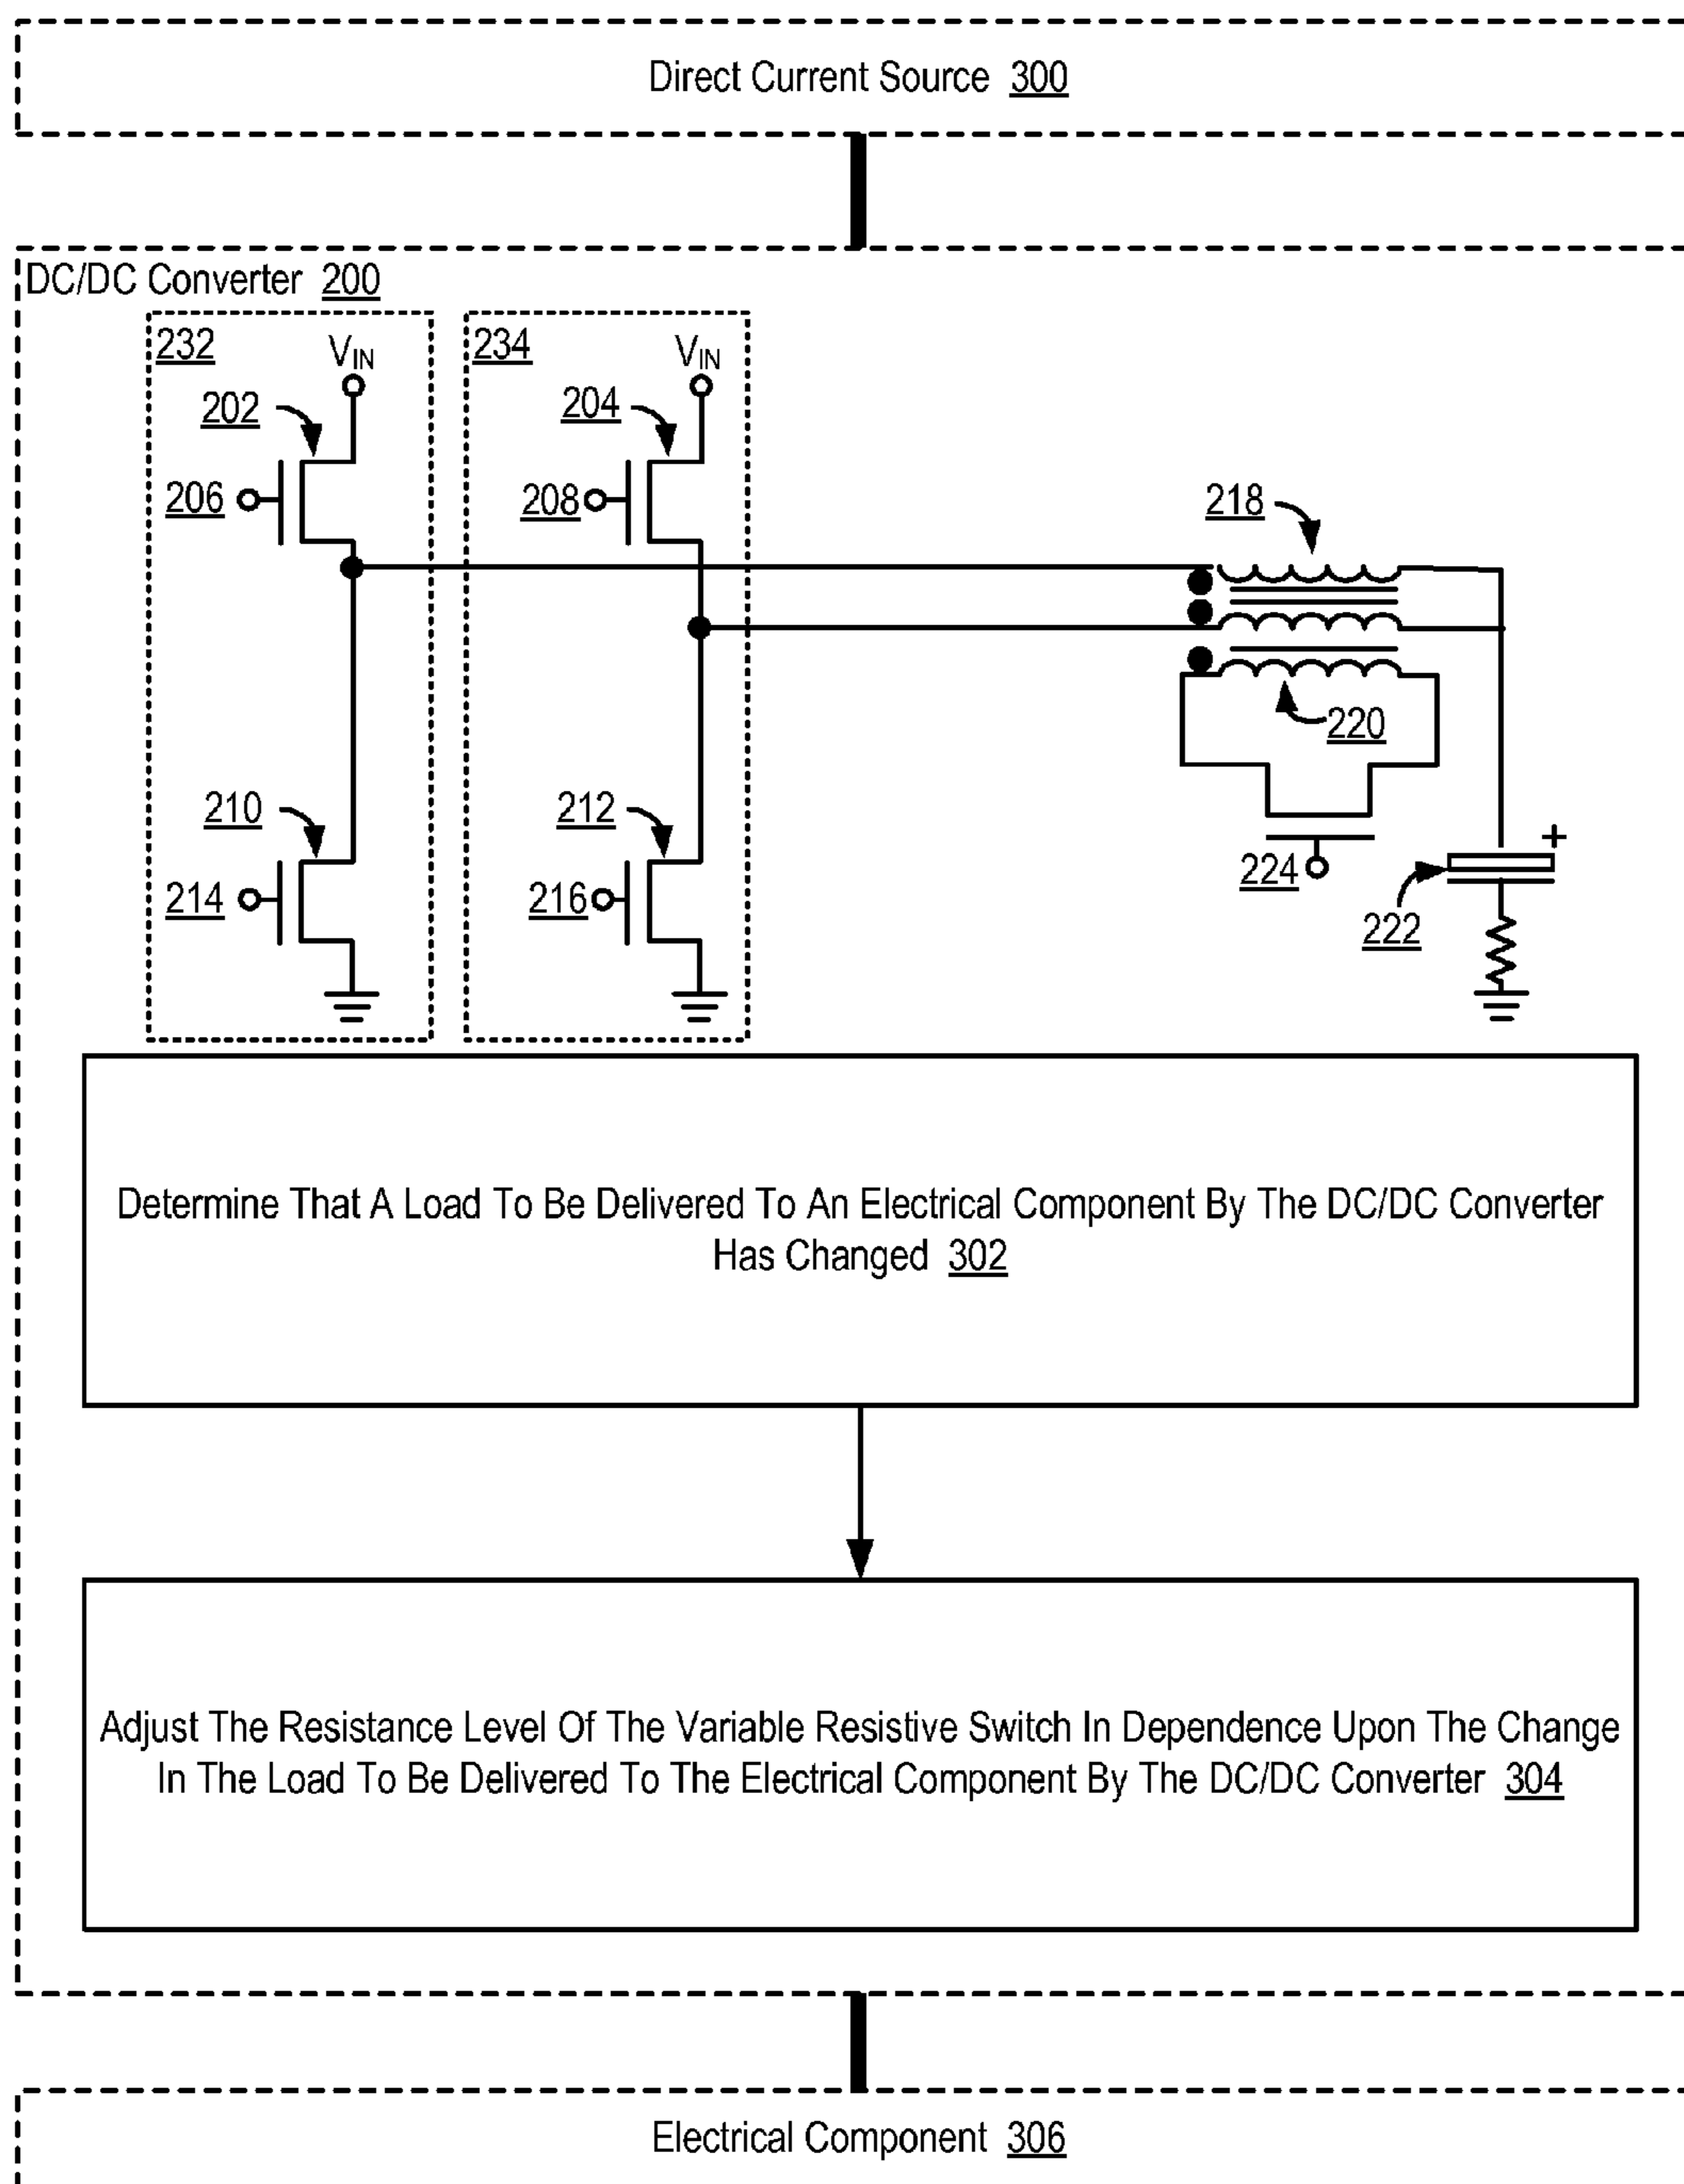 Direct Current Source 300
DC/DC Converter 200
232
VIN
234
VIN
202
204
206
208
218
220
210
212
214
216
224
222
+
Determine That A Load To Be Delivered To An Electrical Component By The DC/DC Converter
Has Changed 302
Adjust The Resistance Level Of The Variable Resistive Switch In Dependence Upon The Change
In The Load To Be Delivered To The Electrical Component By The DC/DC Converter 304
Electrical Component 306